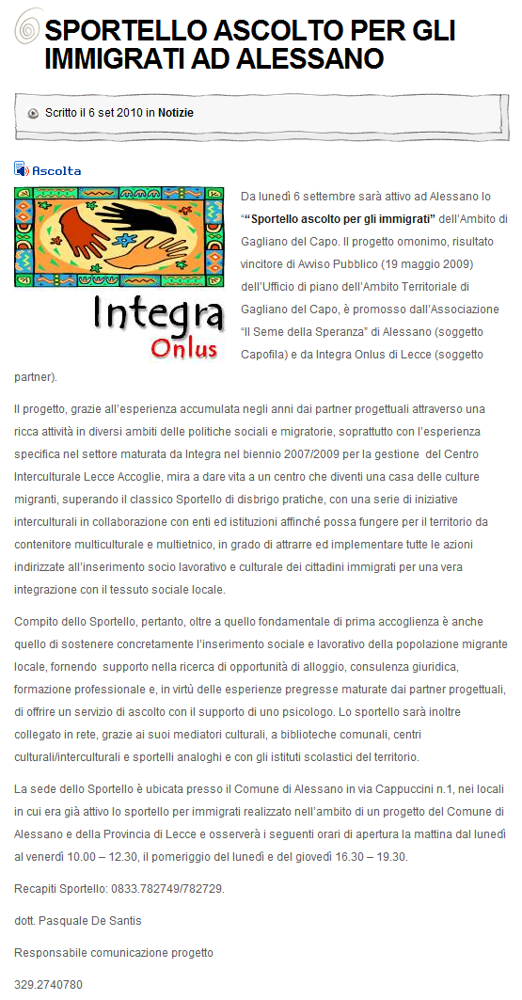 SPORTELLO ASCOLTO PER GLI
IMMIGRATI AD ALESSANO
Scritto il 6 set 2010 in Notizie
Ascolta
Integra
Onlus
Da lunedì 6 settembre sarà attivo ad Alessano lo
““Sportello ascolto per gli immigrati” dell’Ambito di
Gagliano del Capo. Il progetto omonimo, risultato
vincitore di Avviso Pubblico (19 maggio 2009)
dell’Ufficio di piano dell’Ambito Territoriale di
Gagliano del Capo, è promosso dall’Associazione
“Il Seme della Speranza” di Alessano (soggetto
Capofila) e da Integra Onlus di Lecce (soggetto
partner).
Il progetto, grazie all’esperienza accumulata negli anni dai partner progettuali attraverso una
ricca attività in diversi ambiti delle politiche sociali e migratorie, soprattutto con l’esperienza
specifica nel settore maturata da Integra nel biennio 2007/2009 per la gestione  del Centro
Interculturale Lecce Accoglie, mira a dare vita a un centro che diventi una casa delle culture
migranti, superando il classico Sportello di disbrigo pratiche, con una serie di iniziative
interculturali in collaborazione con enti ed istituzioni affinché possa fungere per il territorio da
contenitore multiculturale e multietnico, in grado di attrarre ed implementare tutte le azioni
indirizzate all’inserimento socio lavorativo e culturale dei cittadini immigrati per una vera
integrazione con il tessuto sociale locale.
Compito dello Sportello, pertanto, oltre a quello fondamentale di prima accoglienza è anche
quello di sostenere concretamente l’inserimento sociale e lavorativo della popolazione migrante
locale, fornendo  supporto nella ricerca di opportunità di alloggio, consulenza giuridica,
formazione professionale e, in virtù delle esperienze pregresse maturate dai partner progettuali,
di offrire un servizio di ascolto con il supporto di uno psicologo. Lo sportello sarà inoltre
collegato in rete, grazie ai suoi mediatori culturali, a biblioteche comunali, centri
culturali/interculturali e sportelli analoghi e con gli istituti scolastici del territorio.
La sede dello Sportello è ubicata presso il Comune di Alessano in via Cappuccini n.1, nei locali
in cui era già attivo lo sportello per immigrati realizzato nell’ambito di un progetto del Comune di
Alessano e della Provincia di Lecce e osserverà i seguenti orari di apertura la mattina dal lunedì
al venerdì 10.00 – 12.30, il pomeriggio del lunedì e del giovedì 16.30 – 19.30.
Recapiti Sportello: 0833.782749/782729.
dott. Pasquale De Santis
Responsabile comunicazione progetto
329.2740780